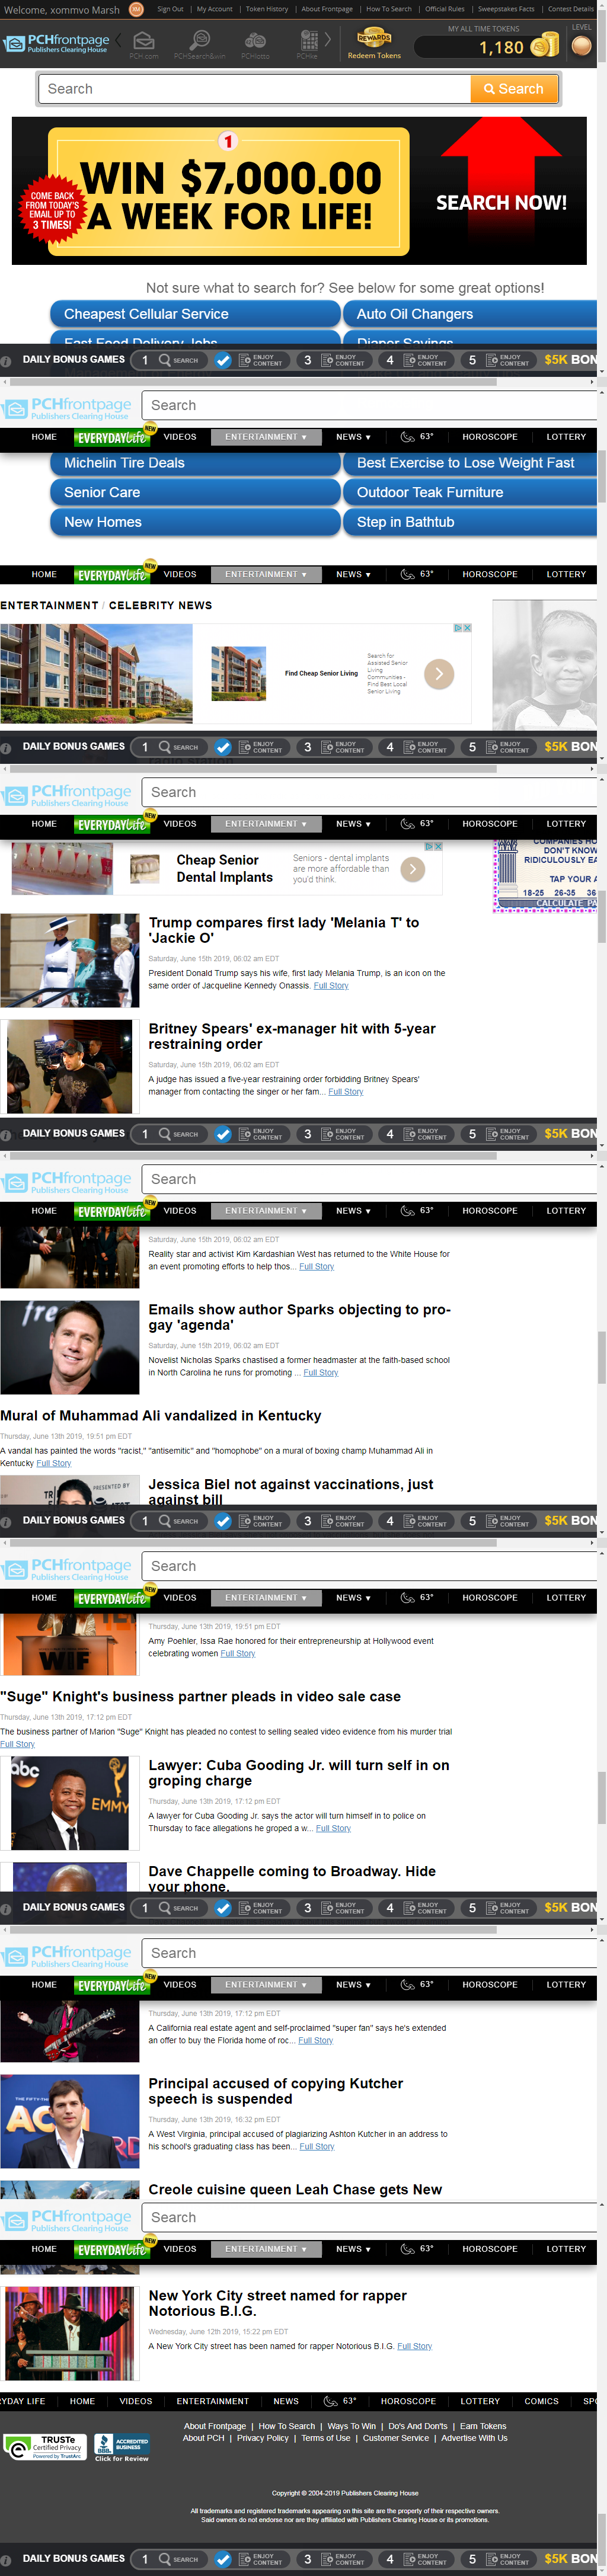 Welcome, xommvo Marsh XM Sign Out | My Account | Token History | About Frontpage | How To Search | Official Rules | Sweepstakes Facts | Contest Details
PCHfrontpage
Publishers Clearing House
PCH.com PCHSearch&win PCHlotto
REWARDS
Redeem Tokens
MY ALL TIME TOKENS
1,180
LEVEL
Search Search
1
WIN $7,000.00
A WEEK FOR LIFE!
COME BACK
FROM TODAY'S
EMAIL UP TO
3 TIMES!
SEARCH NOW!
Not sure what to search for? See below for some great options!
Cheapest Cellular Service Auto Oil Changers
Fast Food Delivery Jobs Diaper Savings
DAILY BONUS GAMES 1 SEARCH ENJOY CONTENT 3 ENJOY CONTENT 4 ENJOY CONTENT 5 ENJOY CONTENT $5K BON
PCHfrontpage
Publishers Clearing House
Search
HOME EVERYDAYlife NEW VIDEOS ENTERTAINMENT ▼ NEWS ▼ 63° HOROSCOPE LOTTERY
Michelin Tire Deals Best Exercise to Lose Weight Fast
Senior Care Outdoor Teak Furniture
New Homes Step in Bathtub
HOME EVERYDAYlife NEW VIDEOS ENTERTAINMENT ▼ NEWS ▼ 63° HOROSCOPE LOTTERY
ENTERTAINMENT / CELEBRITY NEWS
Find Cheap Senior Living
Search for
Assisted Senior
Living
Communities -
Find Best Local
Senior Living
DAILY BONUS GAMES 1 SEARCH ENJOY CONTENT 3 ENJOY CONTENT 4 ENJOY CONTENT 5 ENJOY CONTENT $5K BON
PCHfrontpage
Publishers Clearing House
Search
HOME EVERYDAYlife NEW VIDEOS ENTERTAINMENT ▼ NEWS ▼ 63° HOROSCOPE LOTTERY
Cheap Senior
Dental Implants
Seniors - dental implants
are more affordable than
you'd think.
COMPANIES HO
DON'T KNOW
RIDICULOUSLY EA
TAP YOUR A
18-25 26-35 36
CALCULATE PA
Trump compares first lady 'Melania T' to
'Jackie O'
Saturday, June 15th 2019, 06:02 am EDT
President Donald Trump says his wife, first lady Melania Trump, is an icon on the
same order of Jacqueline Kennedy Onassis. Full Story
Britney Spears' ex-manager hit with 5-year
restraining order
Saturday, June 15th 2019, 06:02 am EDT
A judge has issued a five-year restraining order forbidding Britney Spears'
manager from contacting the singer or her fam... Full Story
DAILY BONUS GAMES 1 SEARCH ENJOY CONTENT 3 ENJOY CONTENT 4 ENJOY CONTENT 5 ENJOY CONTENT $5K BON
PCHfrontpage
Publishers Clearing House
Search
HOME EVERYDAYlife NEW VIDEOS ENTERTAINMENT ▼ NEWS ▼ 63° HOROSCOPE LOTTERY
Saturday, June 15th 2019, 06:02 am EDT
Reality star and activist Kim Kardashian West has returned to the White House for
an event promoting efforts to help thos... Full Story
fre
Emails show author Sparks objecting to pro-
gay 'agenda'
Saturday, June 15th 2019, 06:02 am EDT
Novelist Nicholas Sparks chastised a former headmaster at the faith-based school
in North Carolina he runs for promoting ... Full Story
Mural of Muhammad Ali vandalized in Kentucky
Thursday, June 13th 2019, 19:51 pm EDT
A vandal has painted the words "racist," "antisemitic" and "homophobe" on a mural of boxing champ Muhammad Ali in
Kentucky Full Story
PRESENTED BY
Jessica Biel not against vaccinations, just
against bill
DAILY BONUS GAMES 1 SEARCH ENJOY CONTENT 3 ENJOY CONTENT 4 ENJOY CONTENT 5 ENJOY CONTENT $5K BON
PCHfrontpage
Publishers Clearing House
Search
HOME EVERYDAYlife NEW VIDEOS ENTERTAINMENT ▼ NEWS ▼ 63° HOROSCOPE LOTTERY
WIF
Thursday, June 13th 2019, 19:51 pm EDT
Amy Poehler, Issa Rae honored for their entrepreneurship at Hollywood event
celebrating women Full Story
"Suge" Knight's business partner pleads in video sale case
Thursday, June 13th 2019, 17:12 pm EDT
The business partner of Marion "Suge" Knight has pleaded no contest to selling sealed video evidence from his murder trial
Full Story
abc
EMMY
Lawyer: Cuba Gooding Jr. will turn self in on
groping charge
Thursday, June 13th 2019, 17:12 pm EDT
A lawyer for Cuba Gooding Jr. says the actor will turn himself in to police on
Thursday to face allegations he groped a w... Full Story
Dave Chappelle coming to Broadway. Hide
your phone.
DAILY BONUS GAMES 1 SEARCH ENJOY CONTENT 3 ENJOY CONTENT 4 ENJOY CONTENT 5 ENJOY CONTENT $5K BON
PCHfrontpage
Publishers Clearing House
Search
HOME EVERYDAYlife NEW VIDEOS ENTERTAINMENT ▼ NEWS ▼ 63° HOROSCOPE LOTTERY
Thursday, June 13th 2019, 17:12 pm EDT
A California real estate agent and self-proclaimed "super fan" says he's extended
an offer to buy the Florida home of roc... Full Story
Principal accused of copying Kutcher
speech is suspended
Thursday, June 13th 2019, 16:32 pm EDT
A West Virginia, principal accused of plagiarizing Ashton Kutcher in an address to
his school's graduating class has been... Full Story
Creole cuisine queen Leah Chase gets New
PCHfrontpage
Publishers Clearing House
Search
HOME EVERYDAYlife NEW VIDEOS ENTERTAINMENT ▼ NEWS ▼ 63° HOROSCOPE LOTTERY
New York City street named for rapper
Notorious B.I.G.
Wednesday, June 12th 2019, 15:22 pm EDT
A New York City street has been named for rapper Notorious B.I.G. Full Story
RYDAY LIFE HOME VIDEOS ENTERTAINMENT NEWS 63° HOROSCOPE LOTTERY COMICS SPO
TRUSTe
Certified Privacy
Powered by TrustArc
BBB ACCREDITED
BUSINESS
Click for Review
About Frontpage | How To Search | Ways To Win | Do's And Don'ts | Earn Tokens
About PCH | Privacy Policy | Terms of Use | Customer Service | Advertise With Us
Copyright © 2004-2019 Publishers Clearing House
All trademarks and registered trademarks appearing on this site are the property of their respective owners.
Said owners do not endorse nor are they affiliated with Publishers Clearing House or its promotions.
DAILY BONUS GAMES 1 SEARCH ENJOY CONTENT 3 ENJOY CONTENT 4 ENJOY CONTENT 5 ENJOY CONTENT $5K BON